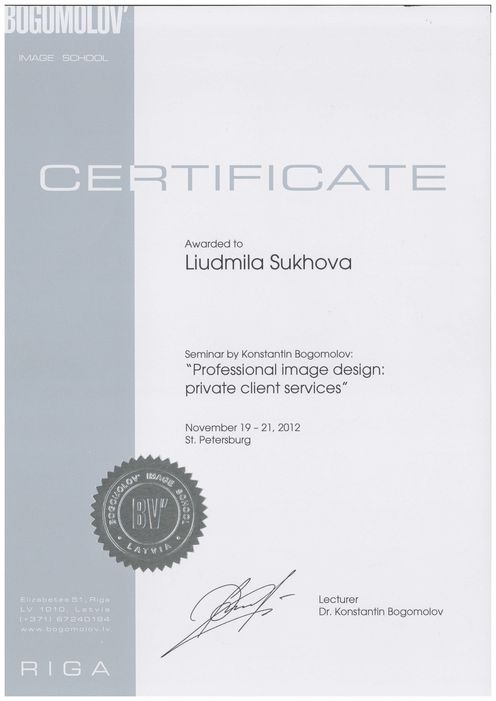 BOGOMOLOV'
IMAGE SCHOOL
CERTIFICATE
Awarded to
Liudmila Sukhova
Seminar by Konstantin Bogomolov:
“Professional image design:
private client services”
November 19 – 21, 2012
St. Petersburg
BOGOMOLOV' IMAGE SCHOOL
BV'
• LATVIA •
Elizabetes 51, Riga
LV 1010, Latvia
(+371) 67240194
www.bogomolov.lv
Lecturer
Dr. Konstantin Bogomolov
RIGA